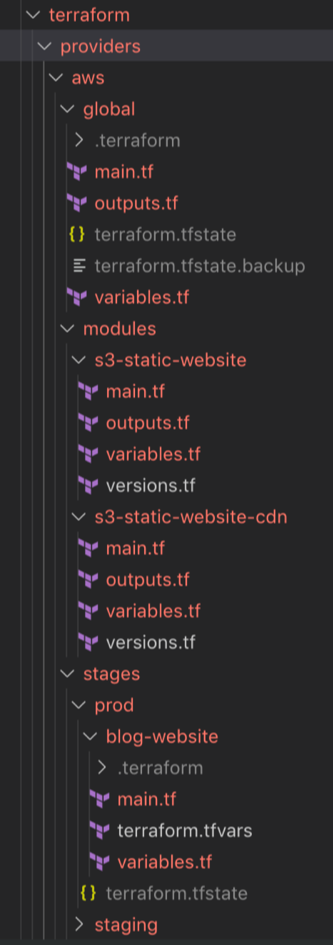 terraform
providers
aws
global
.terraform
main.tf
outputs.tf
{} terraform.tfstate
terraform.tfstate.backup
variables.tf
modules
s3-static-website
main.tf
outputs.tf
variables.tf
versions.tf
s3-static-website-cdn
main.tf
outputs.tf
variables.tf
versions.tf
stages
prod
blog-website
.terraform
main.tf
terraform.tfvars
variables.tf
{} terraform.tfstate
staging